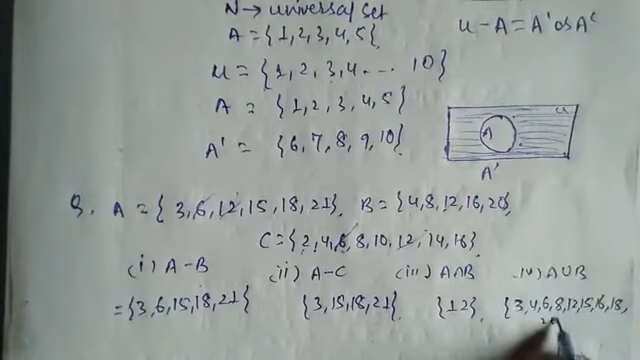 N → universal set
A = {1,2,3,4,5}.
U - A = A' or A^c
U = {1,2,3,4.... 10}
A = {1,2,3,4,5}
A' = {6,7,8,9,10}.
U
A
A'
Q. A = {3,6,12,15,18,21}. B = {4,8,12,16,20},
C = {2,4,6,8,10,12,14,16}
(i) A-B (ii) A-C (iii) A∩B (iv) A∪B
= {3,6,15,18,21} {3,15,18,21}. {12}. {3,4,6,8,12,15,16,18,